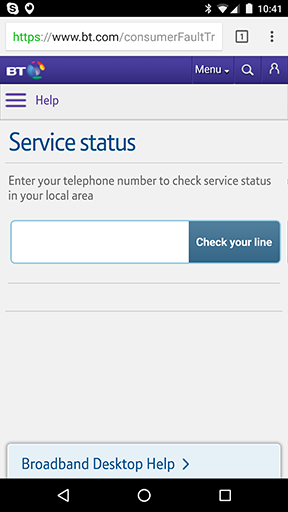 10:41
https://www.bt.com/consumerFaultTr
1
BT
Menu
Help
Service status
Enter your telephone number to check service status
in your local area
Check your line
Broadband Desktop Help